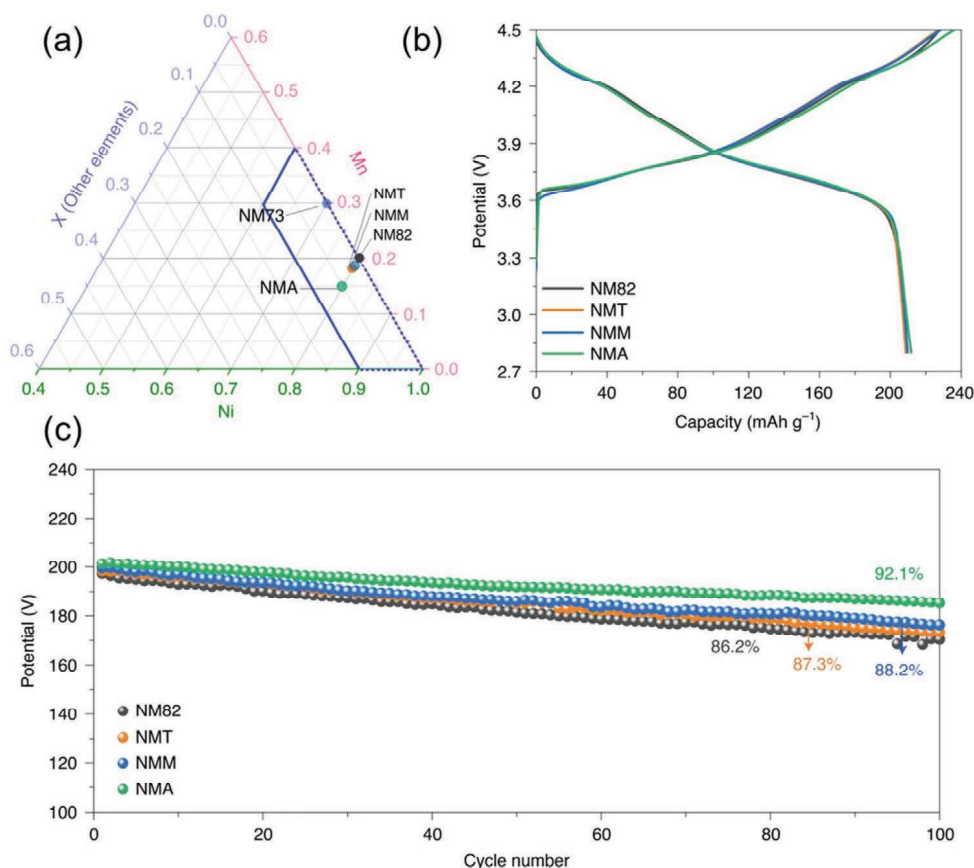 (a)
0.0
0.6
0.1
0.5
0.2
0.4
X (Other elements)
Mn
0.3
NMT
0.3
NM73
NMM
NM82
0.4
0.2
NMA
0.5
0.1
0.6
0.0
0.4 0.5 0.6 0.7 0.8 0.9 1.0
Ni
(b)
4.5
4.2
3.9
3.6
3.3
3.0
2.7
Potential (V)
NM82
NMT
NMM
NMA
0 40 80 120 160 200 240
Capacity (mAh g⁻¹)
(c)
240
220
200
180
160
140
120
100
Potential (V)
92.1%
86.2%
87.3%
88.2%
NM82
NMT
NMM
NMA
0 20 40 60 80 100
Cycle number